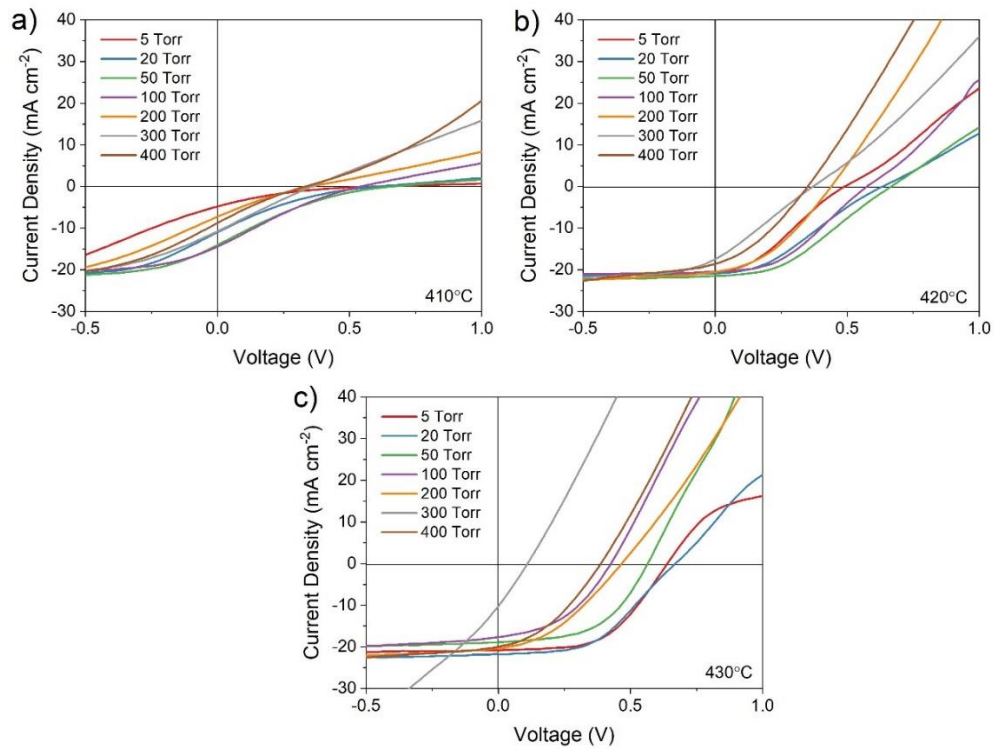 a)
Current Density (mA cm⁻²)
40
30
20
10
0
-10
-20
-30
5 Torr
20 Torr
50 Torr
100 Torr
200 Torr
300 Torr
400 Torr
410°C
-0.5 0.0 0.5 1.0
Voltage (V)
b)
Current Density (mA cm⁻²)
40
30
20
10
0
-10
-20
-30
5 Torr
20 Torr
50 Torr
100 Torr
200 Torr
300 Torr
400 Torr
420°C
-0.5 0.0 0.5 1.0
Voltage (V)
c)
Current Density (mA cm⁻²)
40
30
20
10
0
-10
-20
-30
5 Torr
20 Torr
50 Torr
100 Torr
200 Torr
300 Torr
400 Torr
430°C
-0.5 0.0 0.5 1.0
Voltage (V)